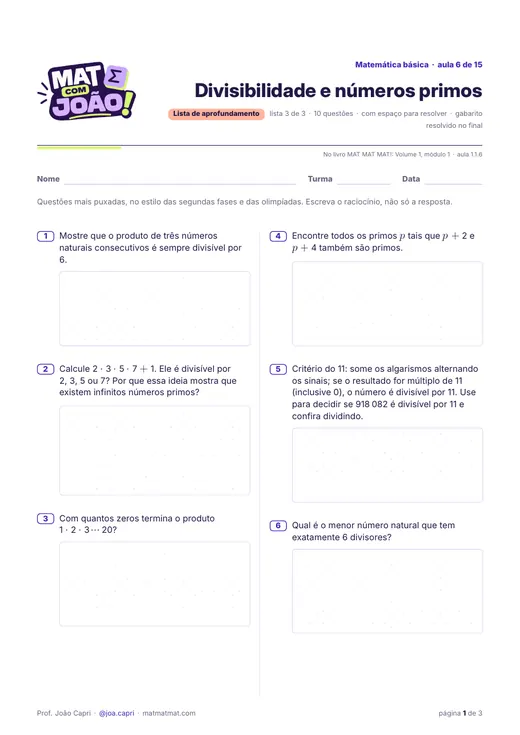 MAT Σ
COM
JOÃO!
Matemática básica · aula 6 de 15
Divisibilidade e números primos
Lista de aprofundamento lista 3 de 3 · 10 questões · com espaço para resolver · gabarito
resolvido no final
No livro MAT MAT MAT!: Volume 1, módulo 1 · aula 1.1.6
Nome Turma Data
Questões mais puxadas, no estilo das segundas fases e das olimpíadas. Escreva o raciocínio, não só a resposta.
1 Mostre que o produto de três números
naturais consecutivos é sempre divisível por
6.
2 Calcule 2 · 3 · 5 · 7 + 1. Ele é divisível por
2, 3, 5 ou 7? Por que essa ideia mostra que
existem infinitos números primos?
3 Com quantos zeros termina o produto
1 · 2 · 3 ⋯ 20?
4 Encontre todos os primos p tais que p + 2 e
p + 4 também são primos.
5 Critério do 11: some os algarismos alternando
os sinais; se o resultado for múltiplo de 11
(inclusive 0), o número é divisível por 11. Use
para decidir se 918 082 é divisível por 11 e
confira dividindo.
6 Qual é o menor número natural que tem
exatamente 6 divisores?
Prof. João Capri · @joa.capri · matmatmat.com
página 1 de 3